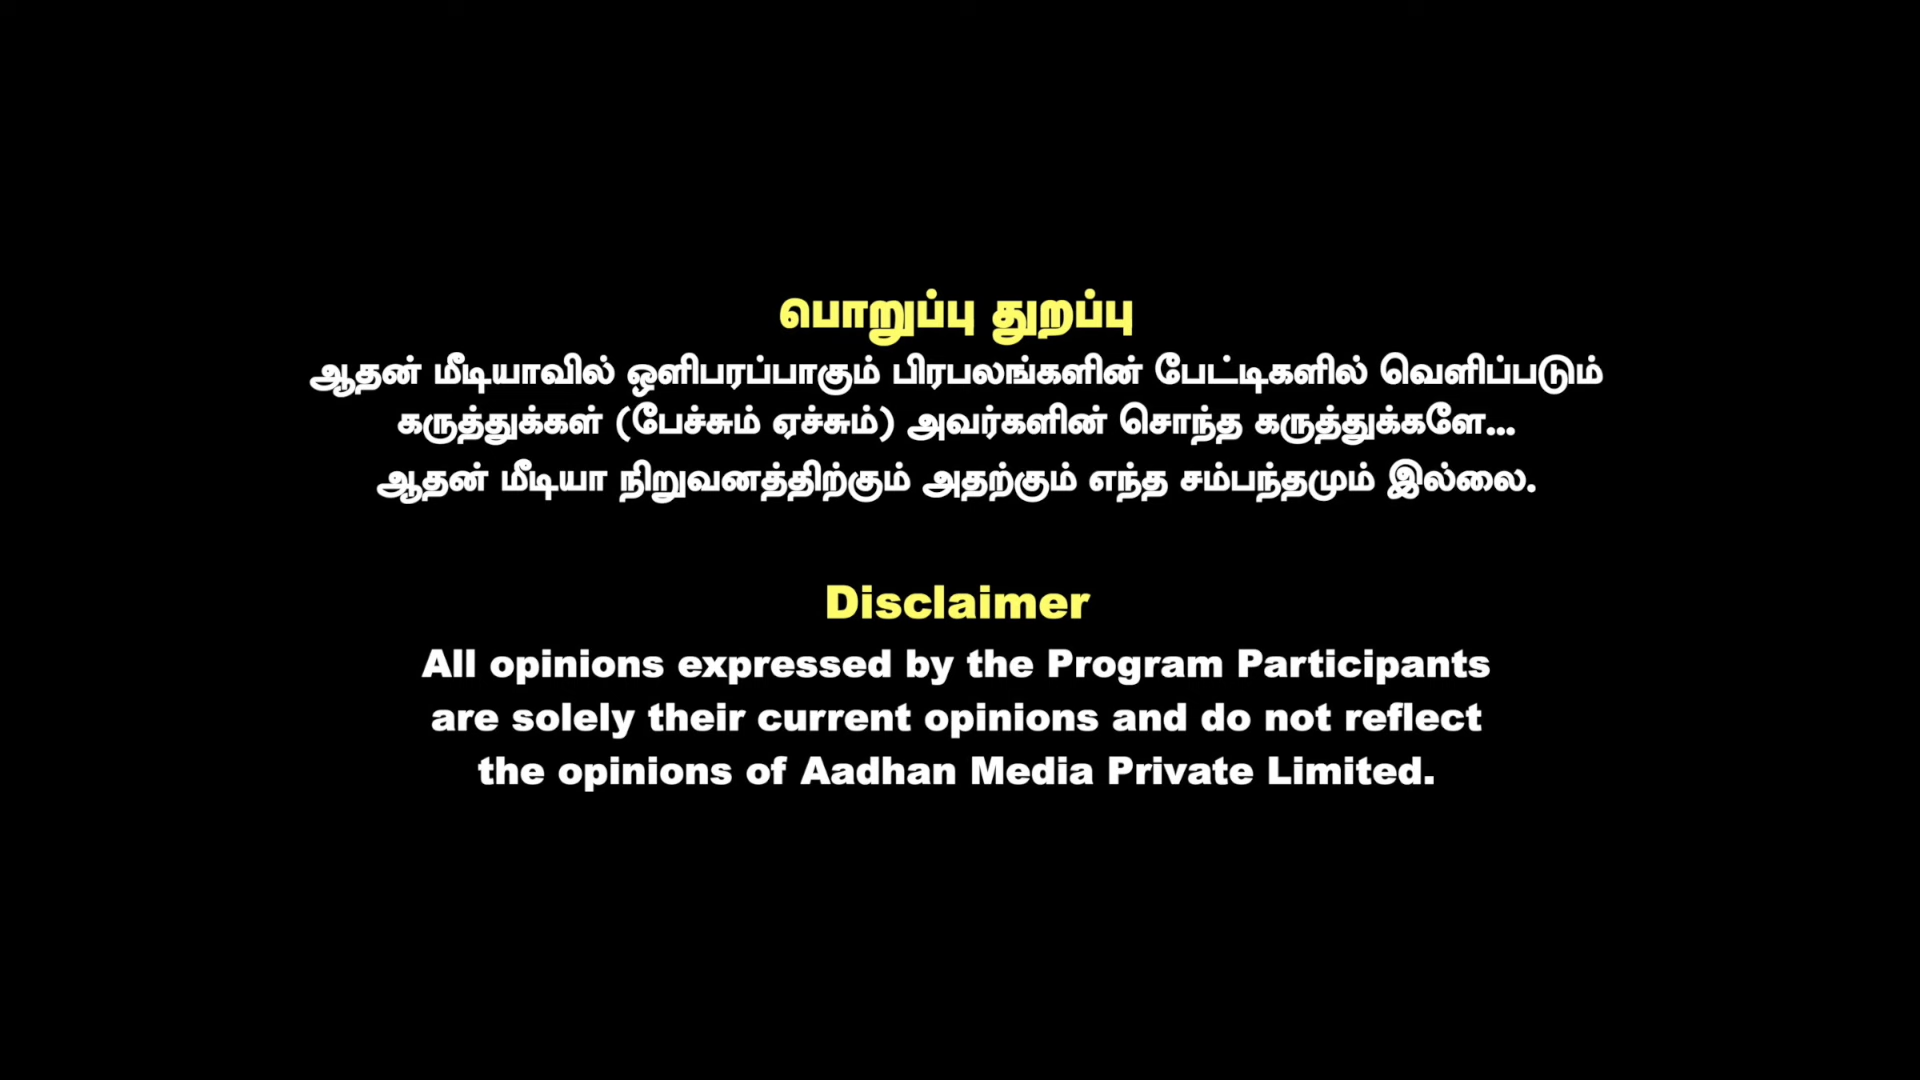 பொறுப்பு துறப்பு
ஆதன் மீடியாவில் ஒளிபரப்பாகும் பிரபலங்களின் பேட்டிகளில் வெளிப்படும்
கருத்துக்கள் (பேச்சும் ஏச்சும்) அவர்களின் சொந்த கருத்துக்களே...
ஆதன் மீடியா நிறுவனத்திற்கும் அதற்கும் எந்த சம்பந்தமும் இல்லை.
Disclaimer
All opinions expressed by the Program Participants
are solely their current opinions and do not reflect
the opinions of Aadhan Media Private Limited.